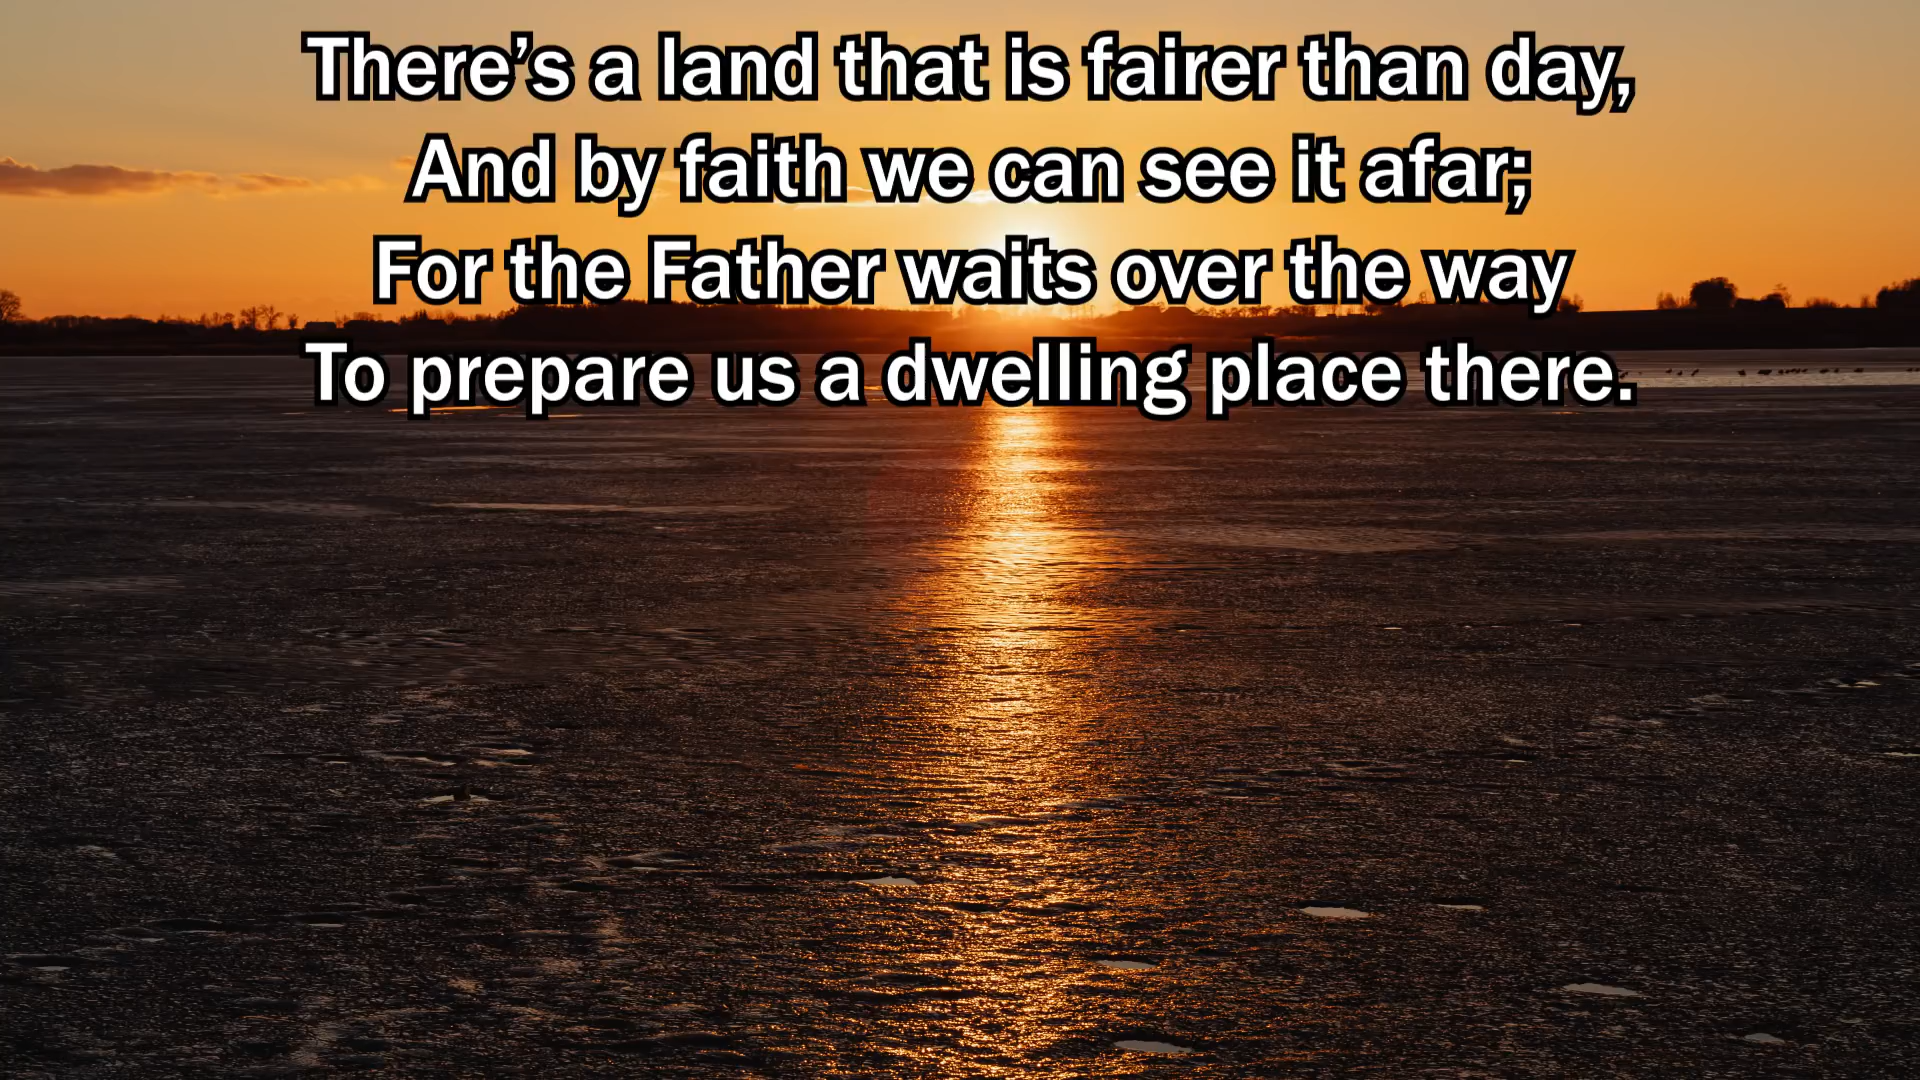 There’s a land that is fairer than day,
And by faith we can see it afar;
For the Father waits over the way
To prepare us a dwelling place there.